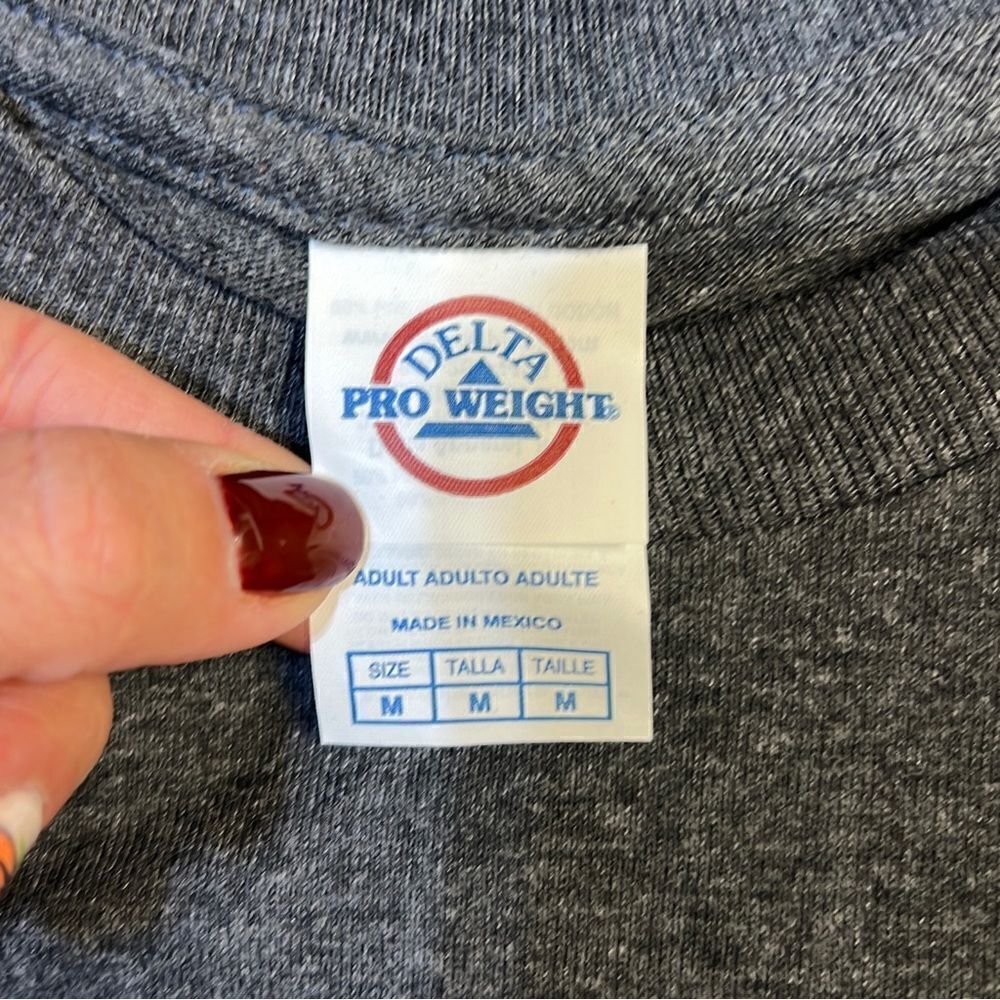 DELTA
PRO WEIGHT®
ADULT ADULTO ADULTE
MADE IN MEXICO
SIZE TALLA TAILLE
M M M